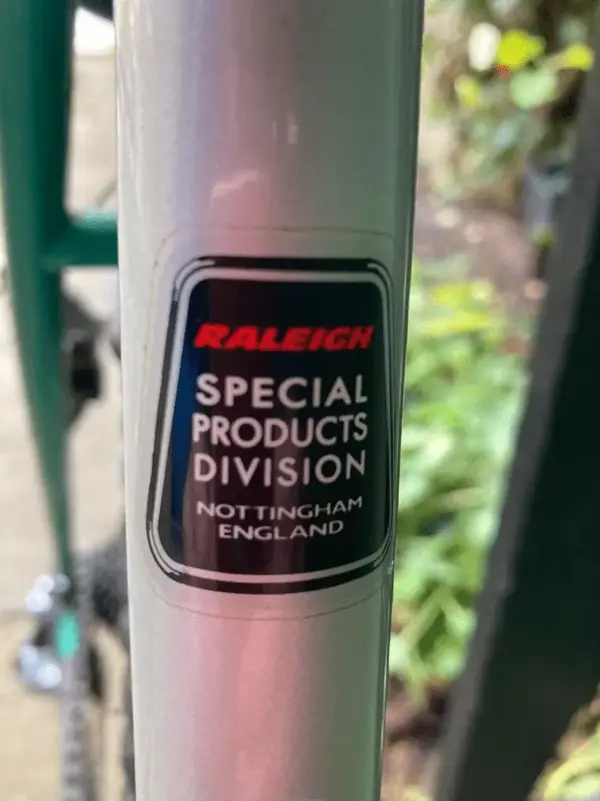 RALEIGH
SPECIAL
PRODUCTS
DIVISION
NOTTINGHAM
ENGLAND